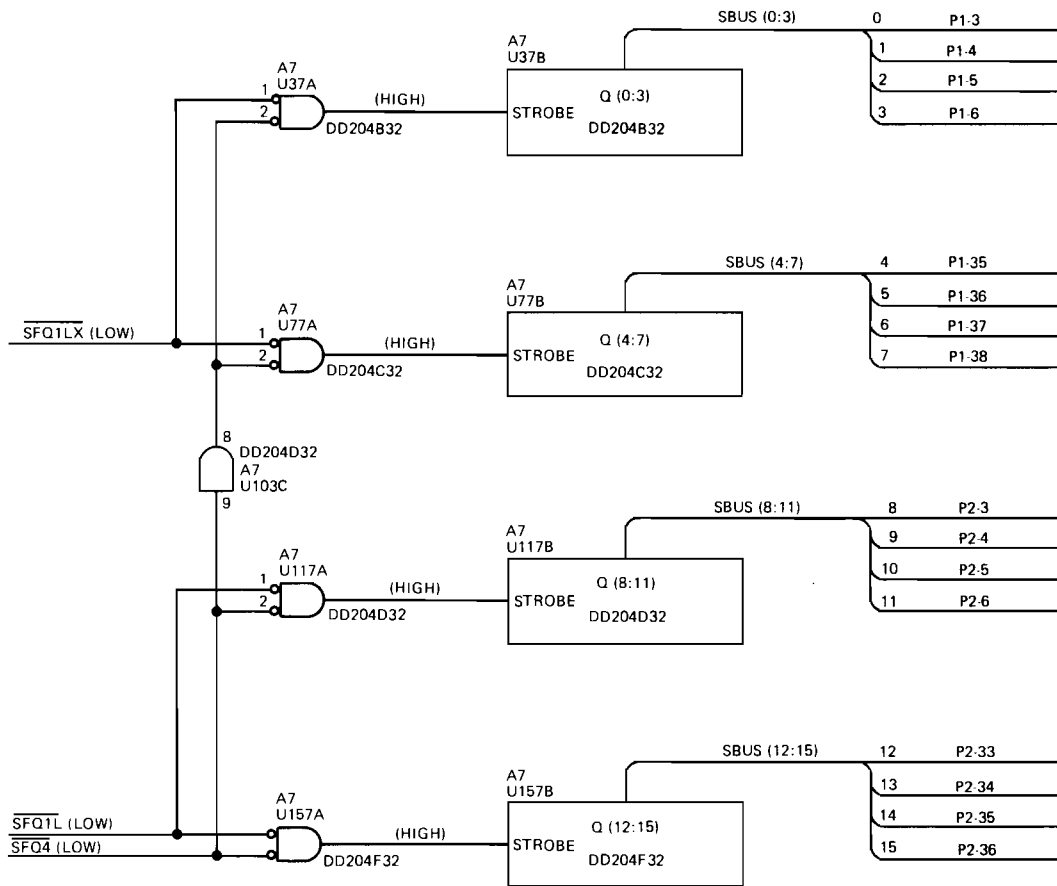 SBUS (0:3) 0 P1-3
A7
U37B
1 P1-4
2 P1-5
3 P1-6
A7
U37A
1
2
(HIGH)
DD204B32
STROBE
Q (0:3)
DD204B32
SBUS (4:7) 4 P1-35
A7
U77B
5 P1-36
6 P1-37
7 P1-38
A7
U77A
SFQ1LX (LOW)
1
2
(HIGH)
DD204C32
STROBE
Q (4:7)
DD204C32
8
DD204D32
A7
U103C
9
SBUS (8:11) 8 P2-3
A7
U117B
9 P2-4
10 P2-5
11 P2-6
A7
U117A
1
2
(HIGH)
DD204D32
STROBE
Q (8:11)
DD204D32
SBUS (12:15) 12 P2-33
A7
U157B
13 P2-34
14 P2-35
15 P2-36
A7
U157A
SFQ1L (LOW)
SFQ4 (LOW)
1
2
(HIGH)
DD204F32
STROBE
Q (12:15)
DD204F32